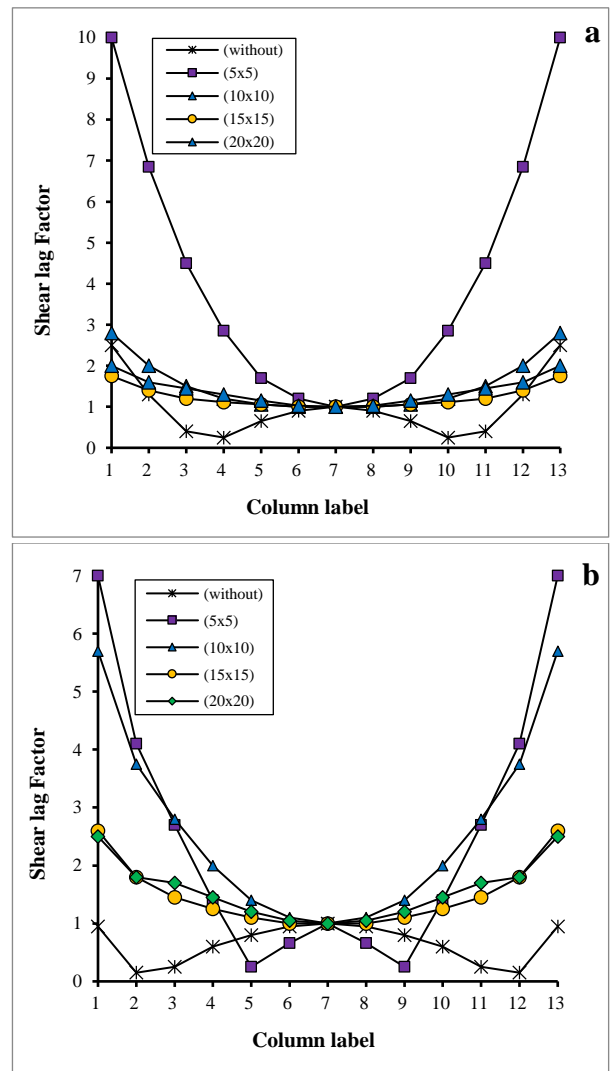 a
10
9
8
7
6
5
4
3
2
1
0
Shear lag Factor
(without)
(5x5)
(10x10)
(15x15)
(20x20)
1 2 3 4 5 6 7 8 9 10 11 12 13
Column label
b
7
6
5
4
3
2
1
0
Shear lag Factor
(without)
(5x5)
(10x10)
(15x15)
(20x20)
1 2 3 4 5 6 7 8 9 10 11 12 13
Column label